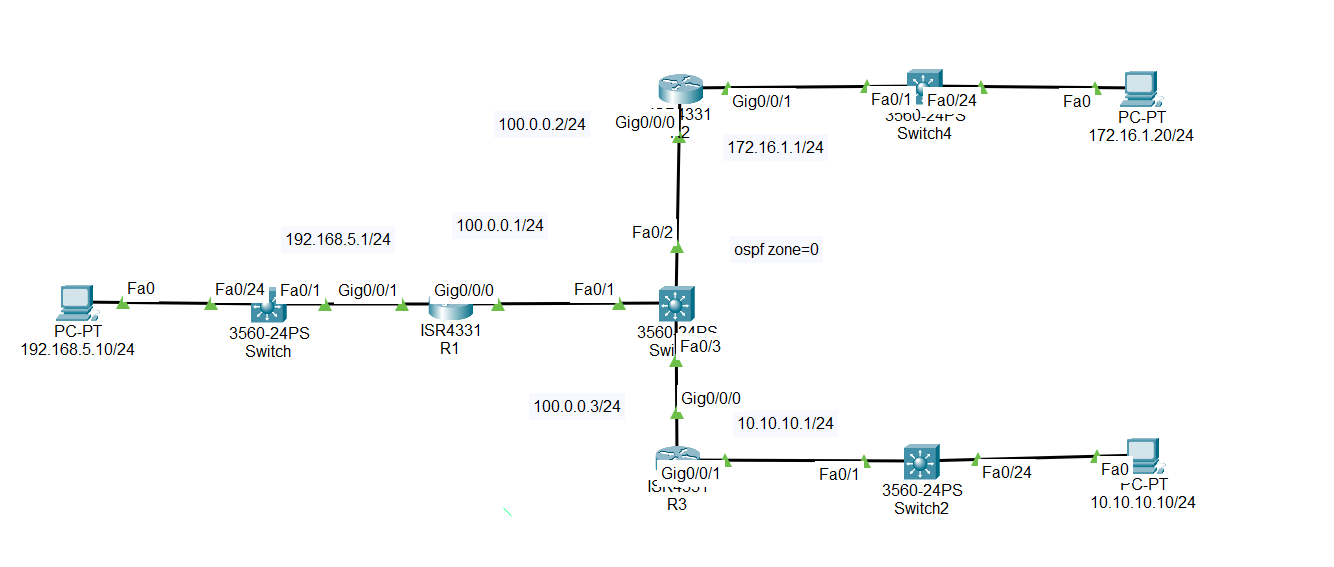 Gig0/0/1
Fa0/1
Fa0/24
Fa0
4331
Gig0/0/0
100.0.0.2/24
3560-24PS
Switch4
PC-PT
172.16.1.20/24
172.16.1.1/24
100.0.0.1/24
192.168.5.1/24
Fa0/2
ospf zone=0
Fa0
Fa0/24
Fa0/1
Gig0/0/1
Gig0/0/0
Fa0/1
PC-PT
192.168.5.10/24
3560-24PS
Switch
ISR4331
R1
3560-24PS
Swi
Fa0/3
Gig0/0/0
100.0.0.3/24
10.10.10.1/24
Gig0/0/1
ISR4331
R3
Fa0/1
3560-24PS
Switch2
Fa0/24
Fa0
PC-PT
10.10.10.10/24